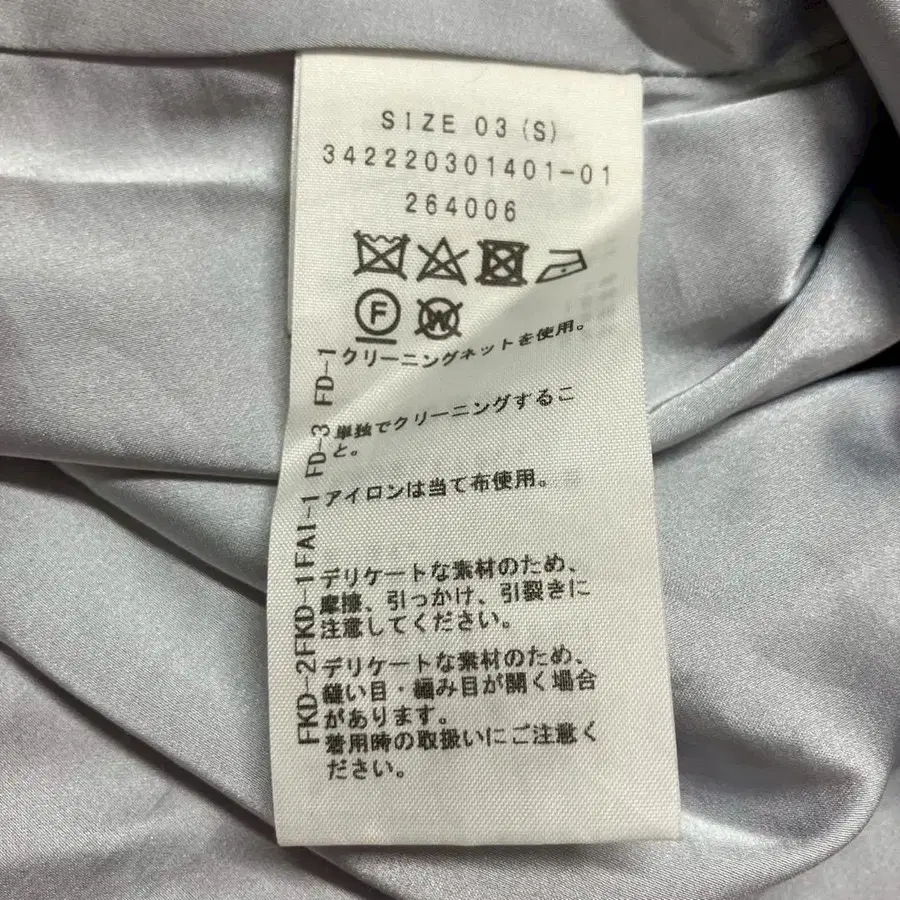 SIZE 03 (S)
342220301401-01
264006
F W
FD-1 クリーニングネットを使用。
FD-3 単独でクリーニングするこ
と。
FAI-1 アイロンは当て布使用。
FKD-1 デリケートな素材のため、
摩擦、引っかけ、引裂きに
注意してください。
FKD-2 デリケートな素材のため、
縫い目・編み目が開く場合
があります。
着用時の取扱いにご注意く
ださい。